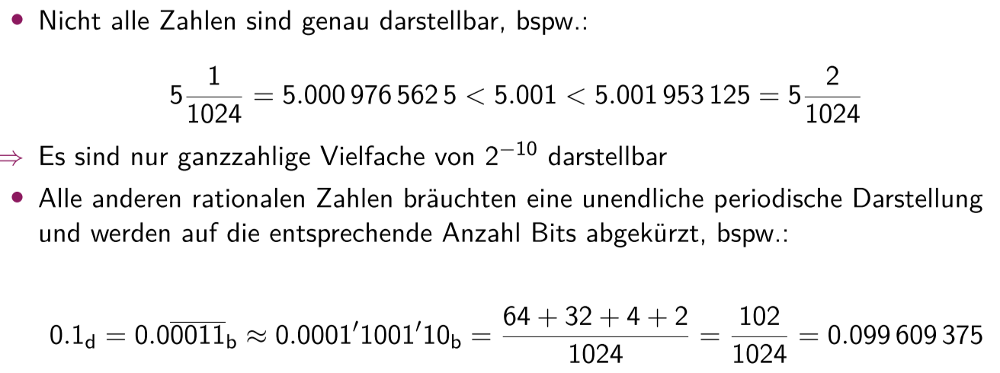 • Nicht alle Zahlen sind genau darstellbar, bspw.:
$5\frac{1}{1024} = 5.000\,976\,562\,5 < 5.001 < 5.001\,953\,125 = 5\frac{2}{1024}$
⇒ Es sind nur ganzzahlige Vielfache von $2^{-10}$ darstellbar
• Alle anderen rationalen Zahlen bräuchten eine unendliche periodische Darstellung
und werden auf die entsprechende Anzahl Bits abgekürzt, bspw.:
$0.1_\mathrm{d} = 0.0\overline{0011}_\mathrm{b} \approx 0.0001'1001'10_\mathrm{b} = \frac{64 + 32 + 4 + 2}{1024} = \frac{102}{1024} = 0.099\,609\,375$